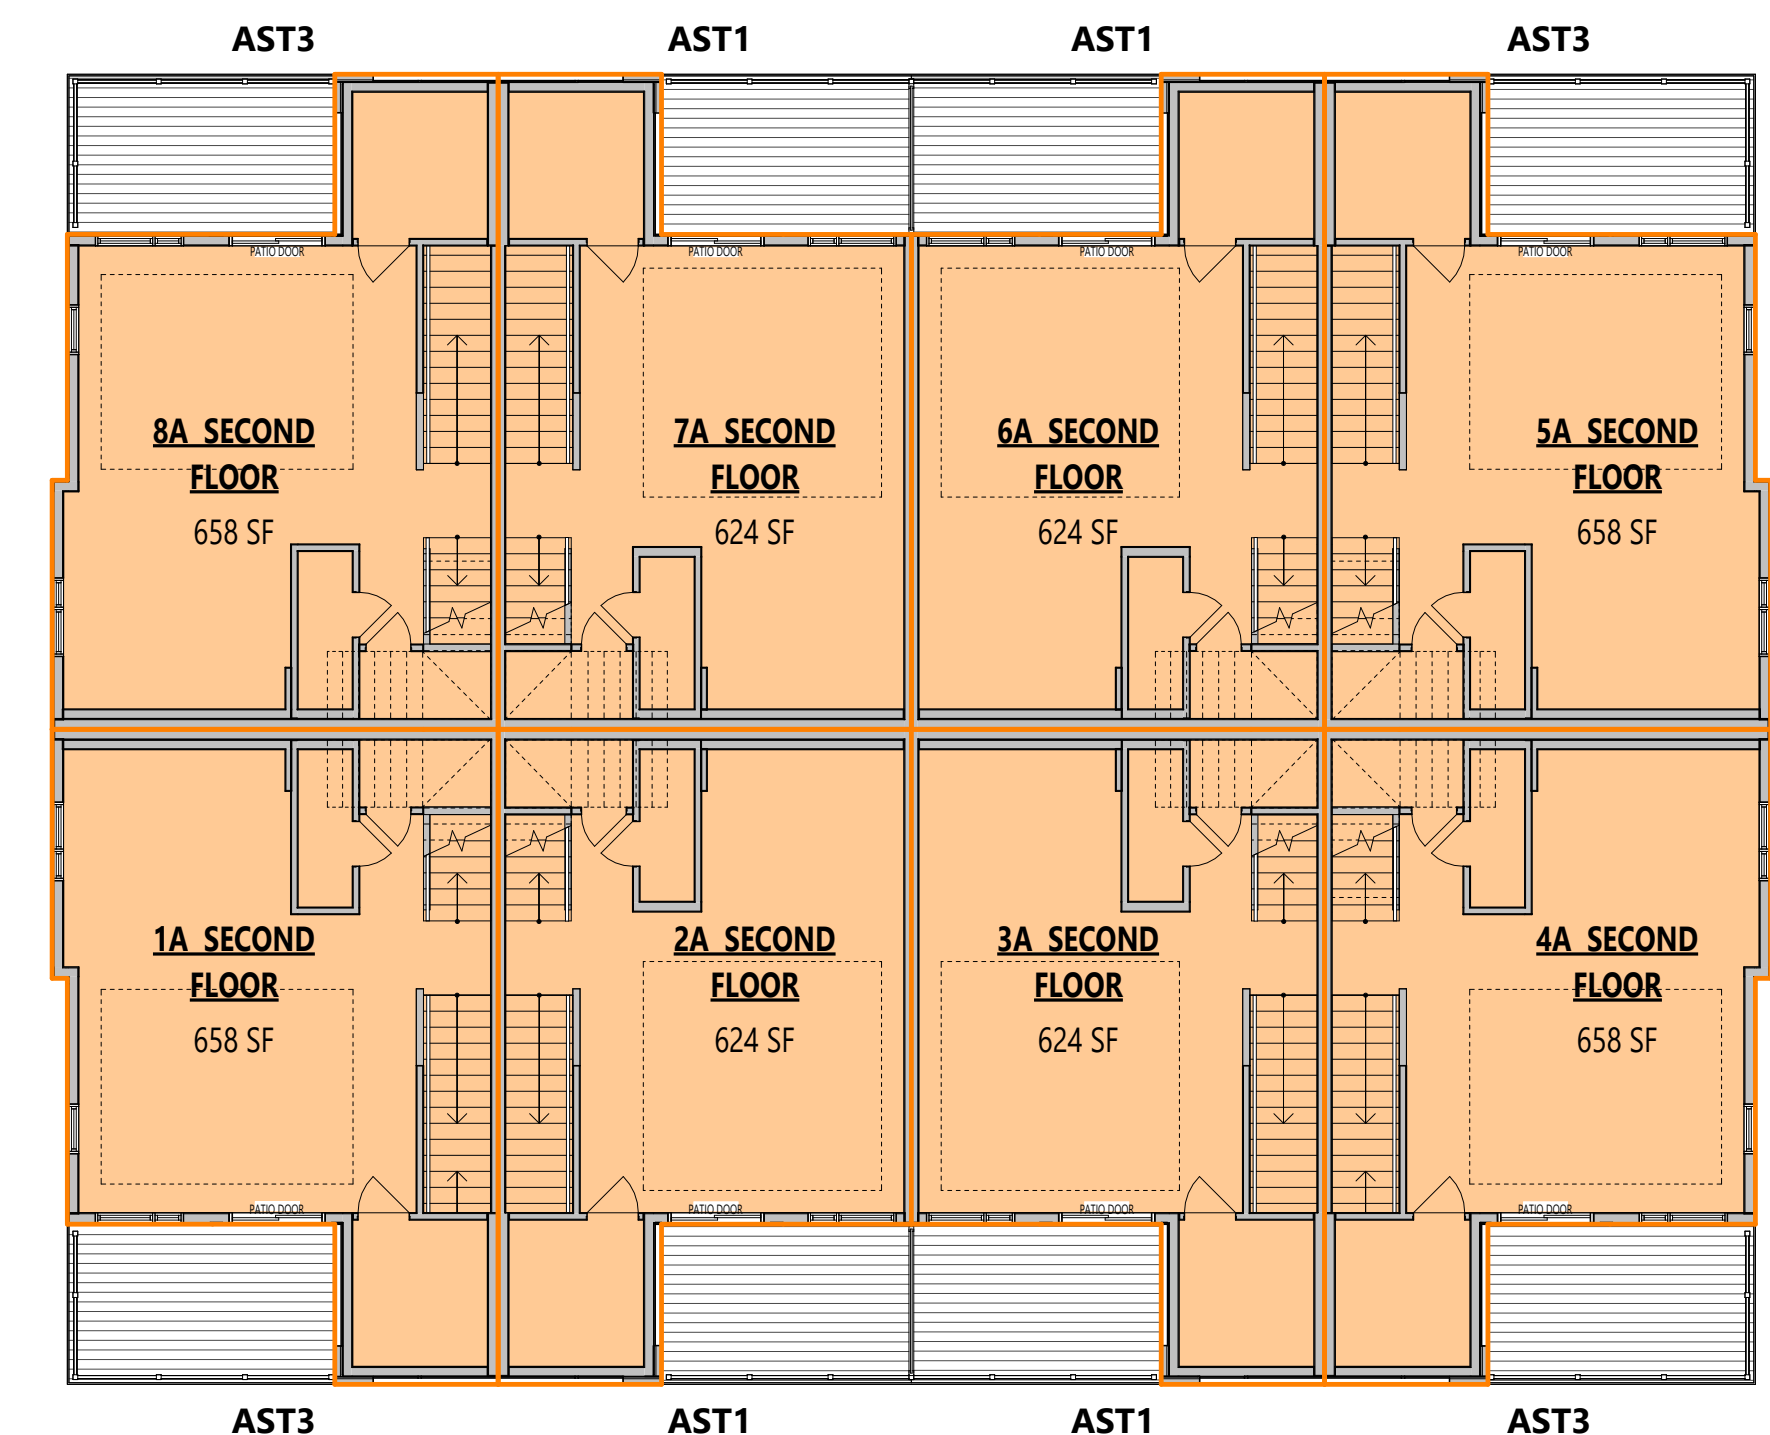 AST3 AST1 AST1 AST3
PATIO DOOR PATIO DOOR PATIO DOOR PATIO DOOR
8A SECOND
FLOOR
658 SF
7A SECOND
FLOOR
624 SF
6A SECOND
FLOOR
624 SF
5A SECOND
FLOOR
658 SF
1A SECOND
FLOOR
658 SF
2A SECOND
FLOOR
624 SF
3A SECOND
FLOOR
624 SF
4A SECOND
FLOOR
658 SF
PATIO DOOR PATIO DOOR PATIO DOOR PATIO DOOR
AST3 AST1 AST1 AST3